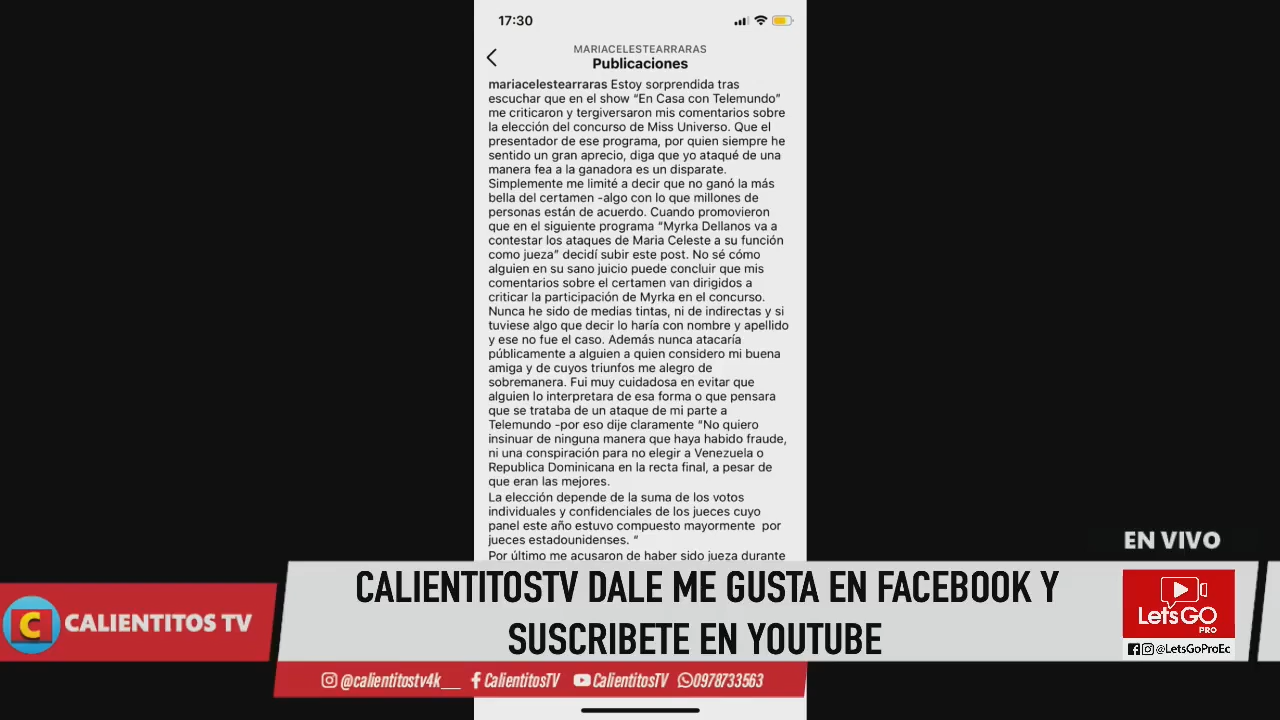 17:30
MARIACELESTEARRARAS
Publicaciones
mariacelestearraras Estoy sorprendida tras
escuchar que en el show “En Casa con Telemundo”
me criticaron y tergiversaron mis comentarios sobre
la elección del concurso de Miss Universo. Que el
presentador de ese programa, por quien siempre he
sentido un gran aprecio, diga que yo ataqué de una
manera fea a la ganadora es un disparate.
Simplemente me limité a decir que no ganó la más
bella del certamen -algo con lo que millones de
personas están de acuerdo. Cuando promovieron
que en el siguiente programa “Myrka Dellanos va a
contestar los ataques de Maria Celeste a su función
como jueza” decidí subir este post. No sé cómo
alguien en su sano juicio puede concluir que mis
comentarios sobre el certamen van dirigidos a
criticar la participación de Myrka en el concurso.
Nunca he sido de medias tintas, ni de indirectas y si
tuviese algo que decir lo haría con nombre y apellido
y ese no fue el caso. Además nunca atacaría
públicamente a alguien a quien considero mi buena
amiga y de cuyos triunfos me alegro de
sobremanera. Fui muy cuidadosa en evitar que
alguien lo interpretara de esa forma o que pensara
que se trataba de un ataque de mi parte a
Telemundo -por eso dije claramente “No quiero
insinuar de ninguna manera que haya habido fraude,
ni una conspiración para no elegir a Venezuela o
Republica Dominicana en la recta final, a pesar de
que eran las mejores.
La elección depende de la suma de los votos
individuales y confidenciales de los jueces cuyo
panel este año estuvo compuesto mayormente por
jueces estadounidenses. “
Por último me acusaron de haber sido jueza durante
EN VIVO
CALIENTITOSTV DALE ME GUSTA EN FACEBOOK Y
SUSCRIBETE EN YOUTUBE
C CALIENTITOS TV
Let's GO
PRO
@LetsGoProEc
@calientitostv4k___ CalientitosTV CalientitosTV 0978733563